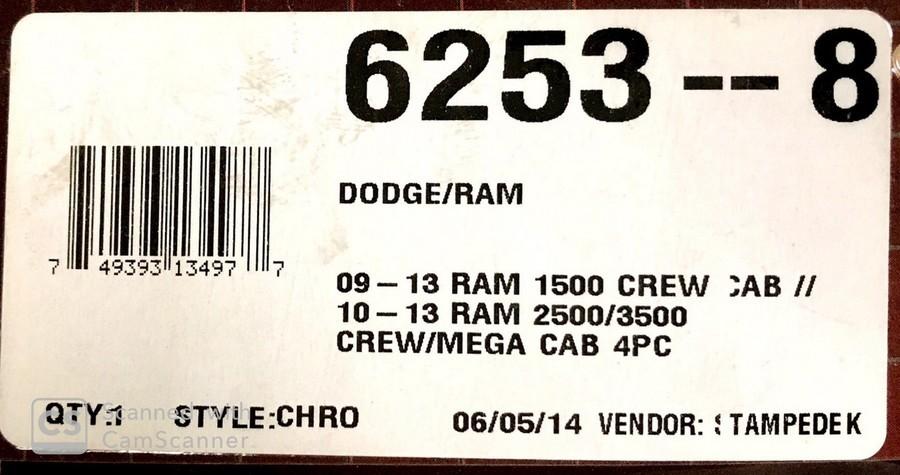 6253--8
7 49393 13497 7
DODGE/RAM
09-13 RAM 1500 CREW CAB //
10-13 RAM 2500/3500
CREW/MEGA CAB 4PC
QTY:1 STYLE:CHRO 06/05/14 VENDOR: STAMPEDEK
CS Scanned with
CamScanner